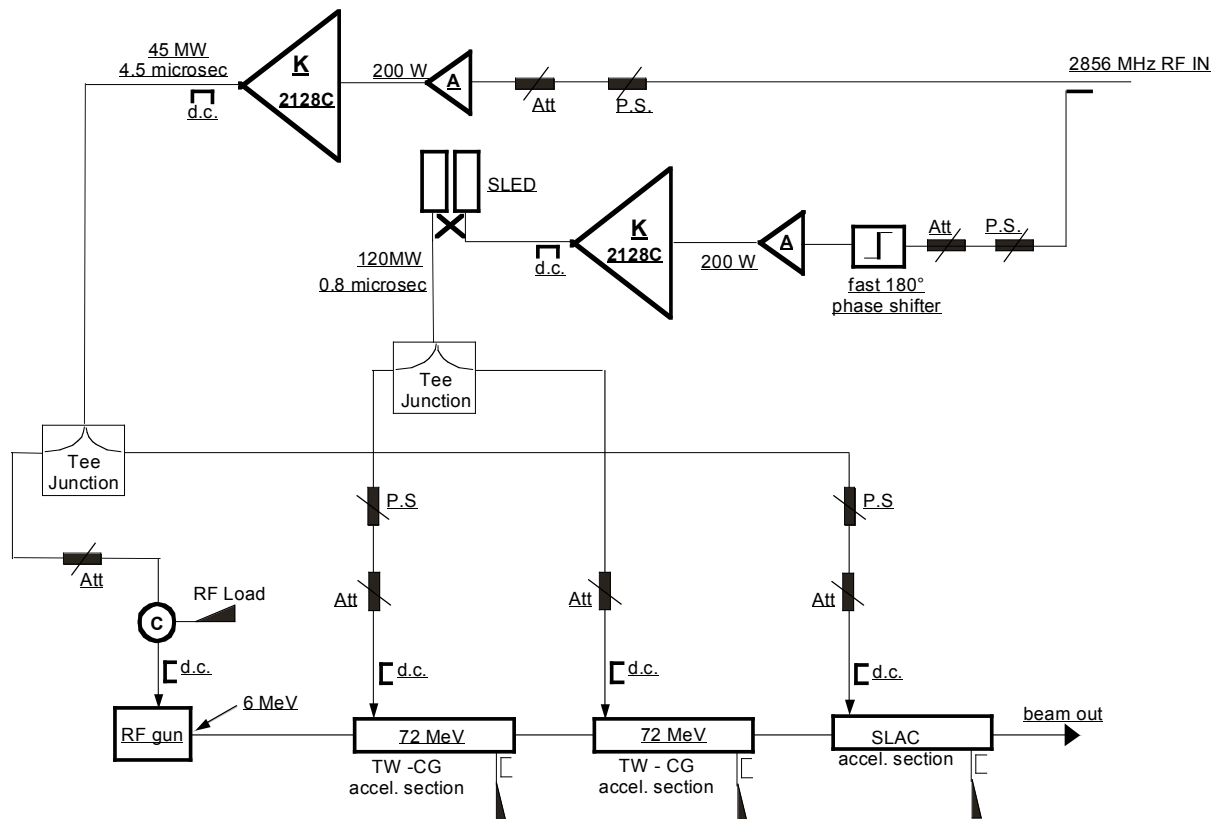 45 MW
4.5 microsec
d.c.
K
2128C
200 W
A
Att
P.S.
2856 MHz RF IN
SLED
120MW
0.8 microsec
d.c.
K
2128C
200 W
A
fast 180°
phase shifter
Att
P.S.
Tee
Junction
Tee
Junction
P.S
P.S
Att
RF Load
C
Att
Att
Att
d.c.
d.c.
d.c.
d.c.
6 MeV
RF gun
72 MeV
TW -CG
accel. section
72 MeV
TW - CG
accel. section
SLAC
accel. section
beam out